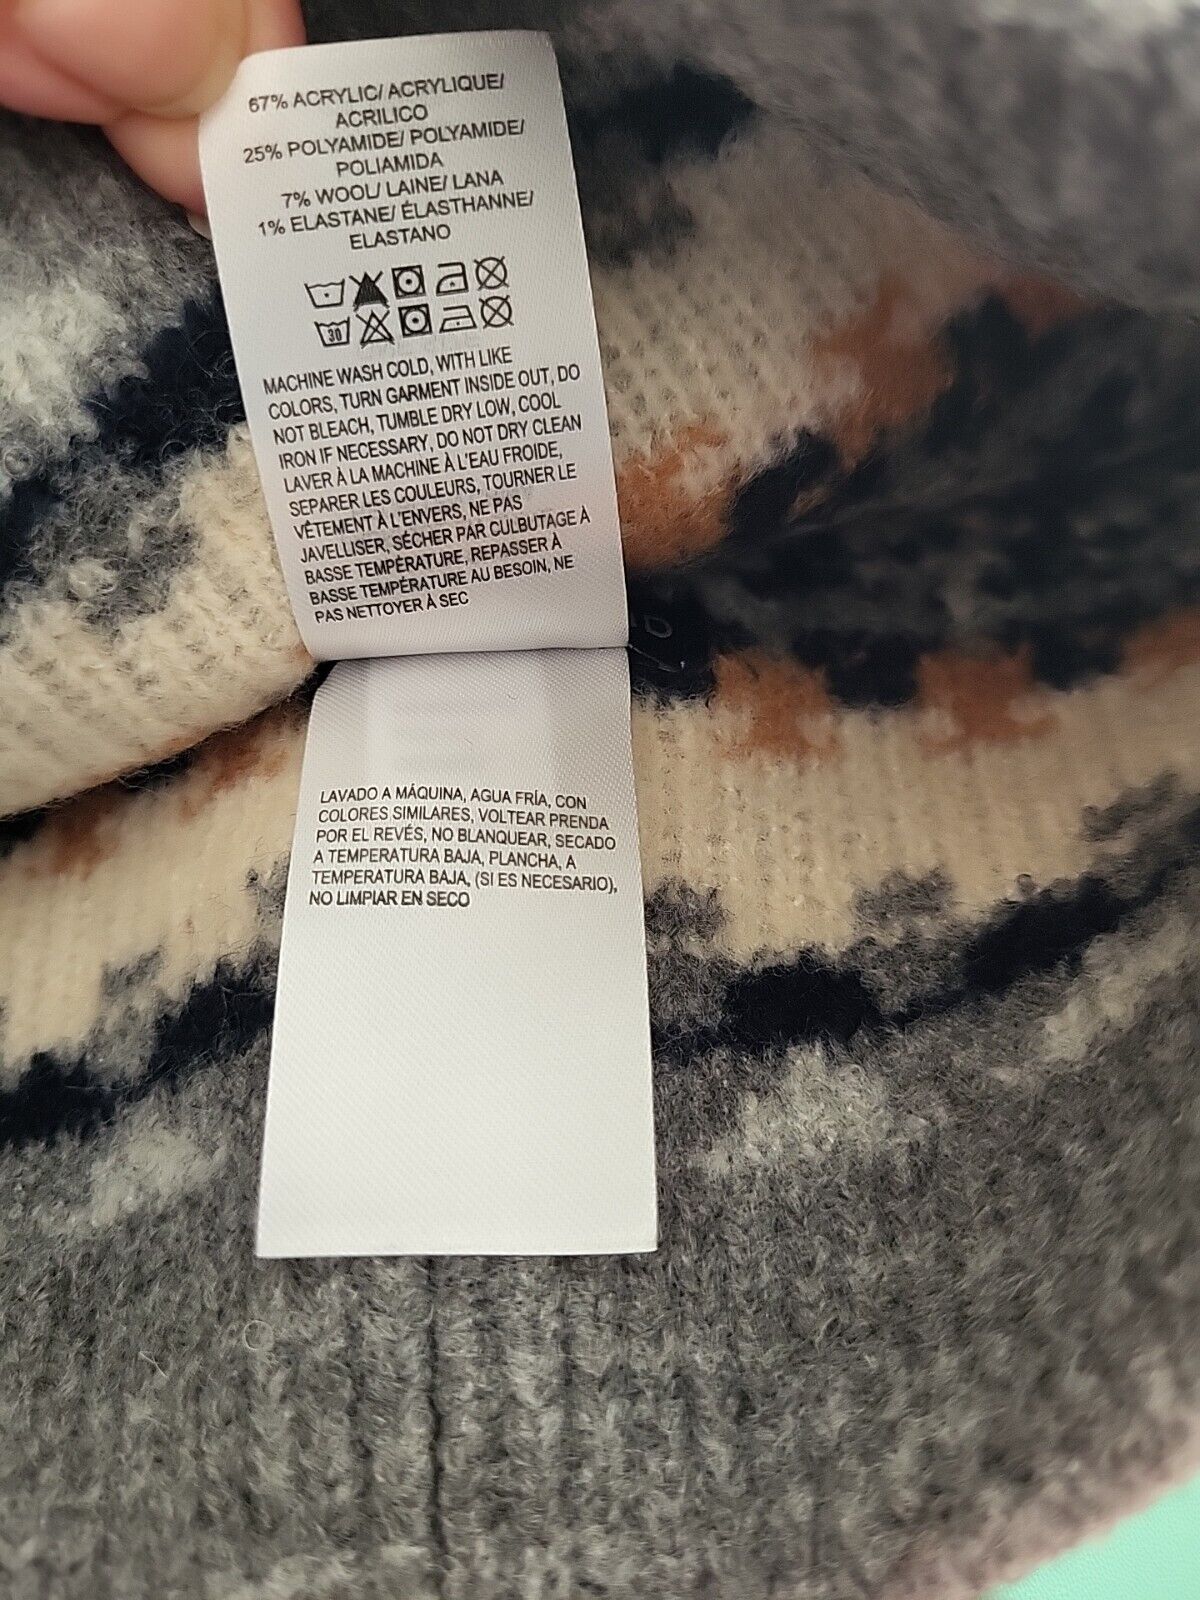 67% ACRYLIC/ ACRYLIQUE/
ACRILICO
25% POLYAMIDE/ POLYAMIDE/
POLIAMIDA
7% WOOL/ LAINE/ LANA
1% ELASTANE/ ÉLASTHANNE/
ELASTANO
30
MACHINE WASH COLD, WITH LIKE
COLORS, TURN GARMENT INSIDE OUT, DO
NOT BLEACH, TUMBLE DRY LOW, COOL
IRON IF NECESSARY, DO NOT DRY CLEAN
LAVER À LA MACHINE À L'EAU FROIDE,
SEPARER LES COULEURS, TOURNER LE
VÊTEMENT À L'ENVERS, NE PAS
JAVELLISER, SÉCHER PAR CULBUTAGE À
BASSE TEMPÉRATURE, REPASSER À
BASSE TEMPÉRATURE AU BESOIN, NE
PAS NETTOYER À SEC
LAVADO A MÁQUINA, AGUA FRÍA, CON
COLORES SIMILARES, VOLTEAR PRENDA
POR EL REVÉS, NO BLANQUEAR, SECADO
A TEMPERATURA BAJA, PLANCHA, A
TEMPERATURA BAJA, (SI ES NECESARIO),
NO LIMPIAR EN SECO